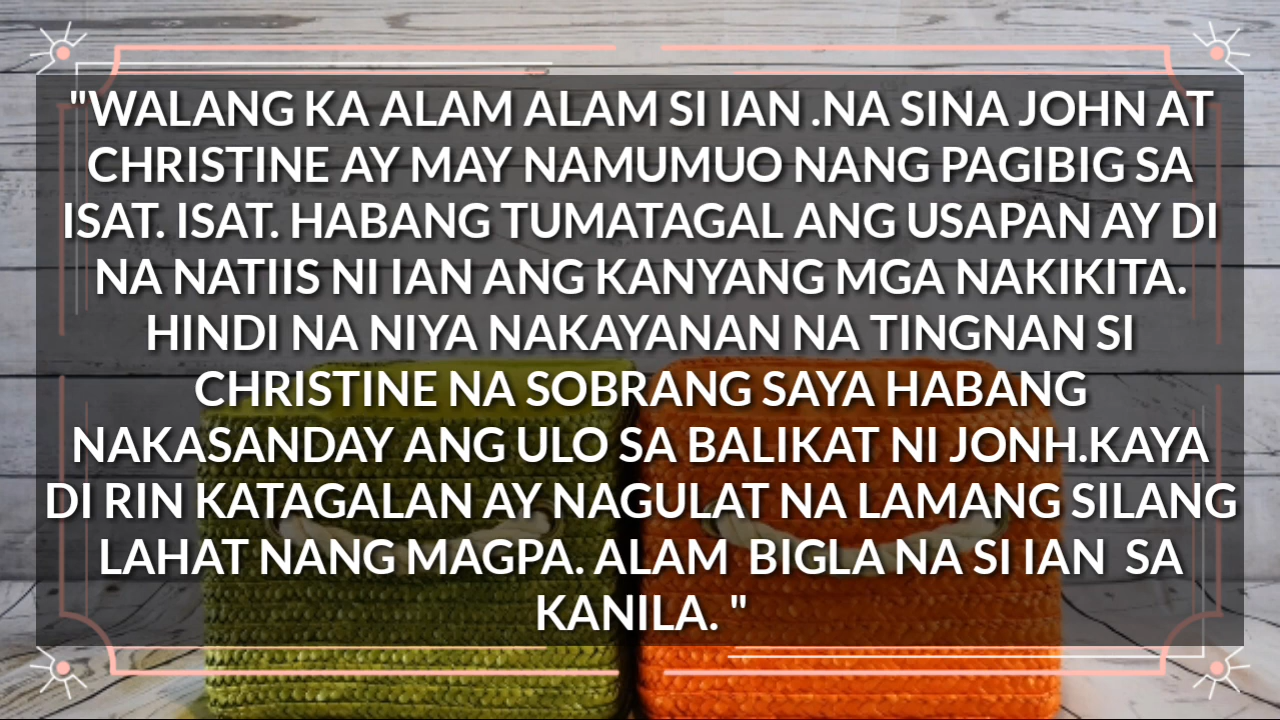 "WALANG KA ALAM ALAM SI IAN .NA SINA JOHN AT
CHRISTINE AY MAY NAMUMUO NANG PAGIBIG SA
ISAT. ISAT. HABANG TUMATAGAL ANG USAPAN AY DI
NA NATIIS NI IAN ANG KANYANG MGA NAKIKITA.
HINDI NA NIYA NAKAYANAN NA TINGNAN SI
CHRISTINE NA SOBRANG SAYA HABANG
NAKASANDAY ANG ULO SA BALIKAT NI JONH.KAYA
DI RIN KATAGALAN AY NAGULAT NA LAMANG SILANG
LAHAT NANG MAGPA. ALAM  BIGLA NA SI IAN  SA
KANILA. "